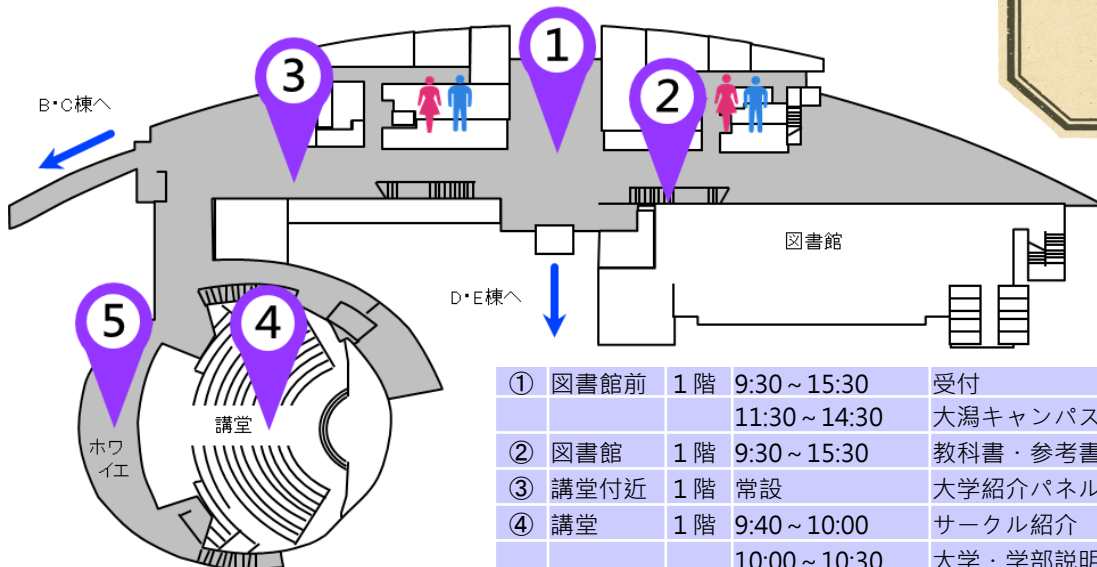 1
3
2
B・C棟へ
図書館
D・E棟へ
5
4
講堂
ホワ
イエ
① 図書館前 1階 9:30~15:30 受付
11:30~14:30 大潟キャンパス
② 図書館 1階 9:30~15:30 教科書・参考書
③ 講堂付近 1階 常設 大学紹介パネル
④ 講堂 1階 9:40~10:00 サークル紹介
10:00~10:30 大学・学部説明